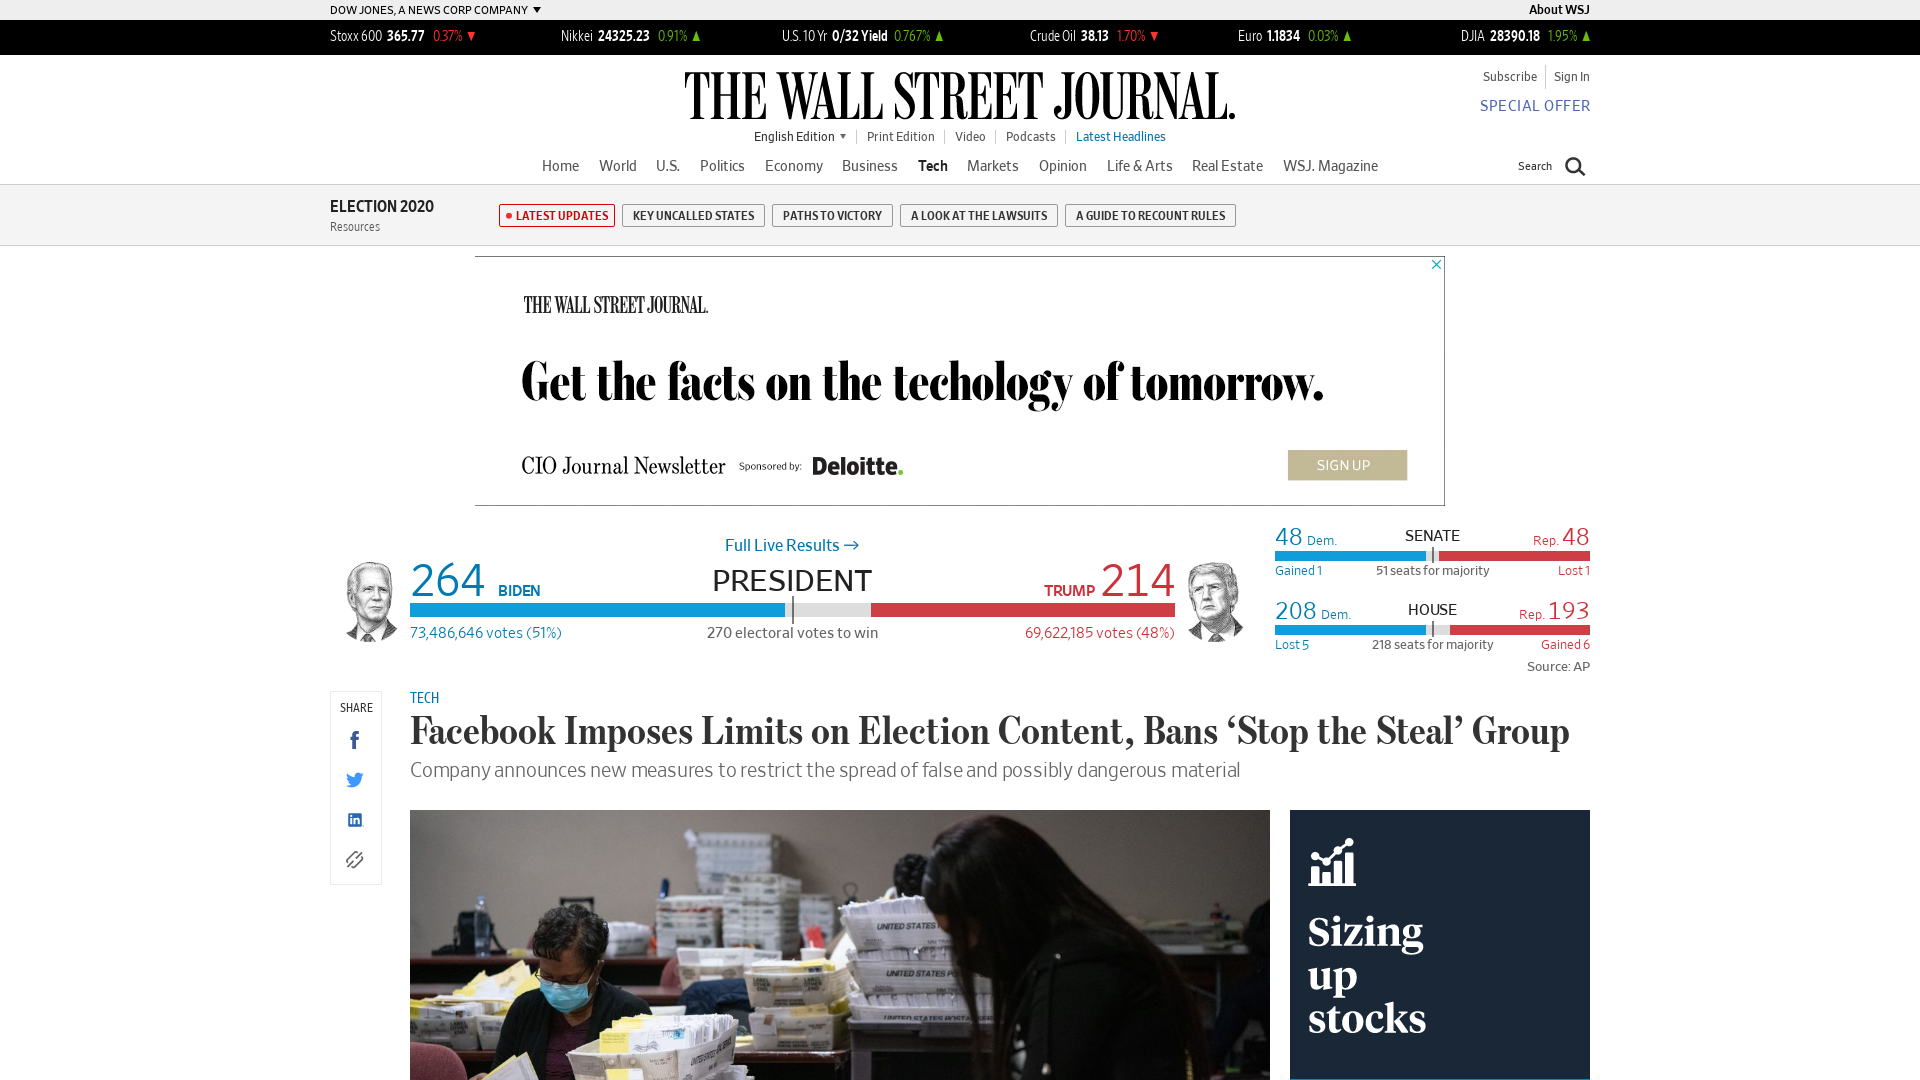 DOW JONES, A NEWS CORP COMPANY
About WSJ
Stoxx 600 365.77 0.37%
Nikkei 24325.23 0.91%
U.S. 10 Yr 0/32 Yield 0.767%
Crude Oil 38.13 1.70%
Euro 1.1834 0.03%
DJIA 28390.18 1.95%
THE WALL STREET JOURNAL.
Subscribe
Sign In
SPECIAL OFFER
English Edition
Print Edition
Video
Podcasts
Latest Headlines
Home
World
U.S.
Politics
Economy
Business
Tech
Markets
Opinion
Life & Arts
Real Estate
WSJ. Magazine
Search
ELECTION 2020
Resources
LATEST UPDATES
KEY UNCALLED STATES
PATHS TO VICTORY
A LOOK AT THE LAWSUITS
A GUIDE TO RECOUNT RULES
THE WALL STREET JOURNAL.
Get the facts on the techology of tomorrow.
CIO Journal Newsletter
Sponsored by:
Deloitte.
SIGN UP
Full Live Results →
264 BIDEN
PRESIDENT
TRUMP 214
73,486,646 votes (51%)
270 electoral votes to win
69,622,185 votes (48%)
48 Dem.
SENATE
Rep. 48
Gained 1
51 seats for majority
Lost 1
208 Dem.
HOUSE
Rep. 193
Lost 5
218 seats for majority
Gained 6
Source: AP
SHARE
TECH
Facebook Imposes Limits on Election Content, Bans ‘Stop the Steal’ Group
Company announces new measures to restrict the spread of false and possibly dangerous material
UNITED STATES
UNITED STATES POS
UNITED STATES POSTAL SERV
Sizing
up
stocks